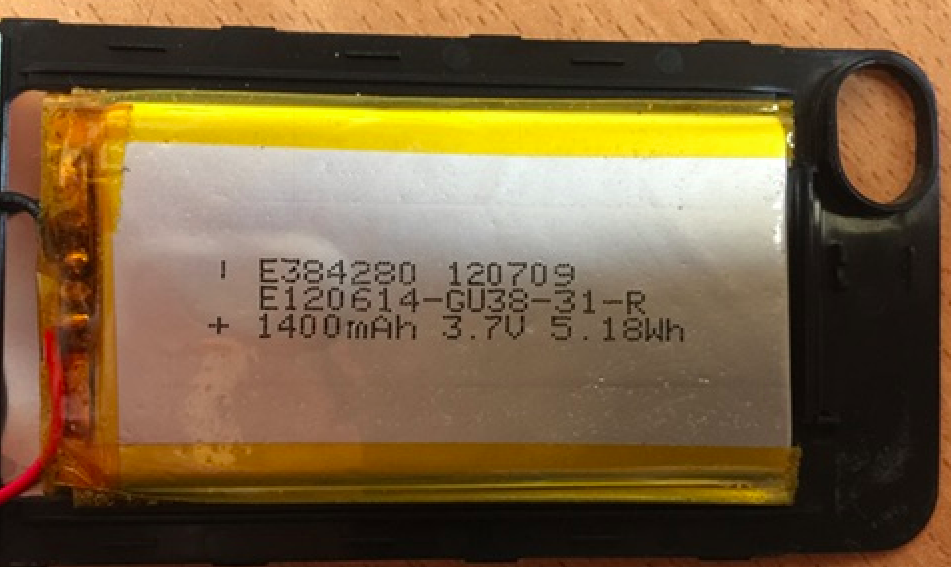 - E384280 120709
E120614-GU38-31-R
+ 1400mAh 3.7V 5.18Wh